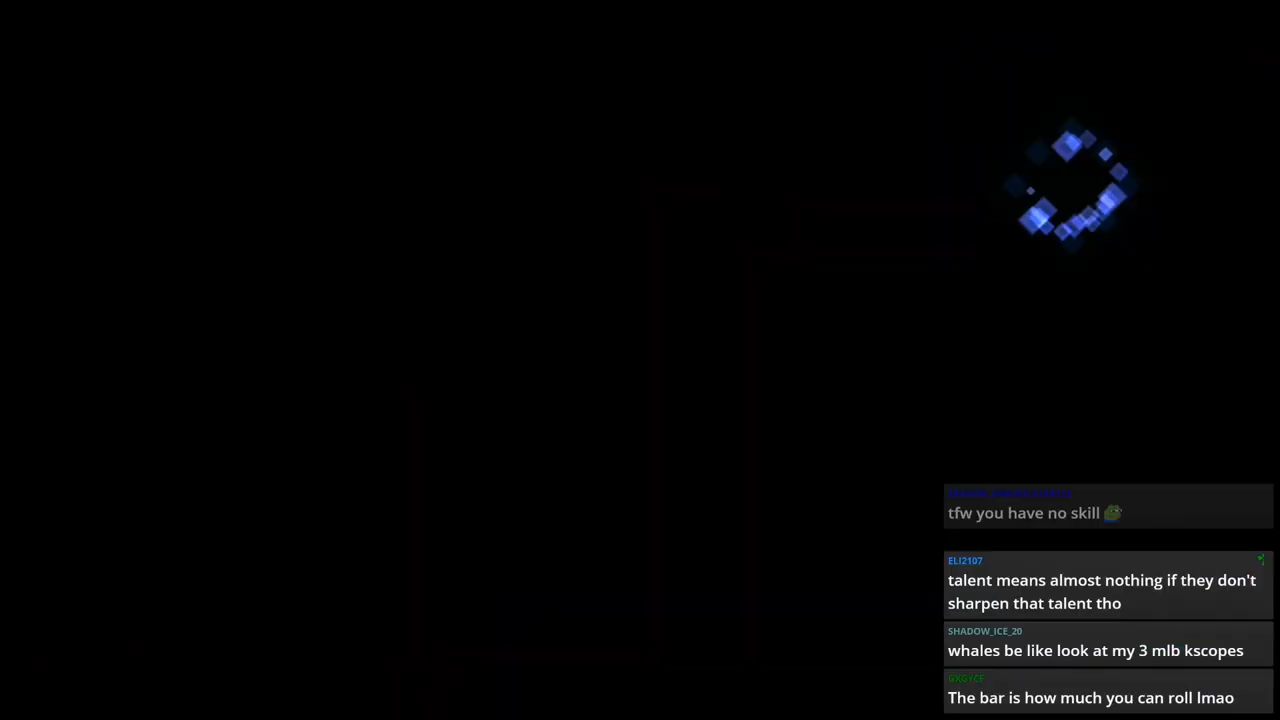 tfw you have no skill
ELI2107
talent means almost nothing if they don't
sharpen that talent tho
SHADOW_ICE_20
whales be like look at my 3 mlb kscopes
The bar is how much you can roll lmao